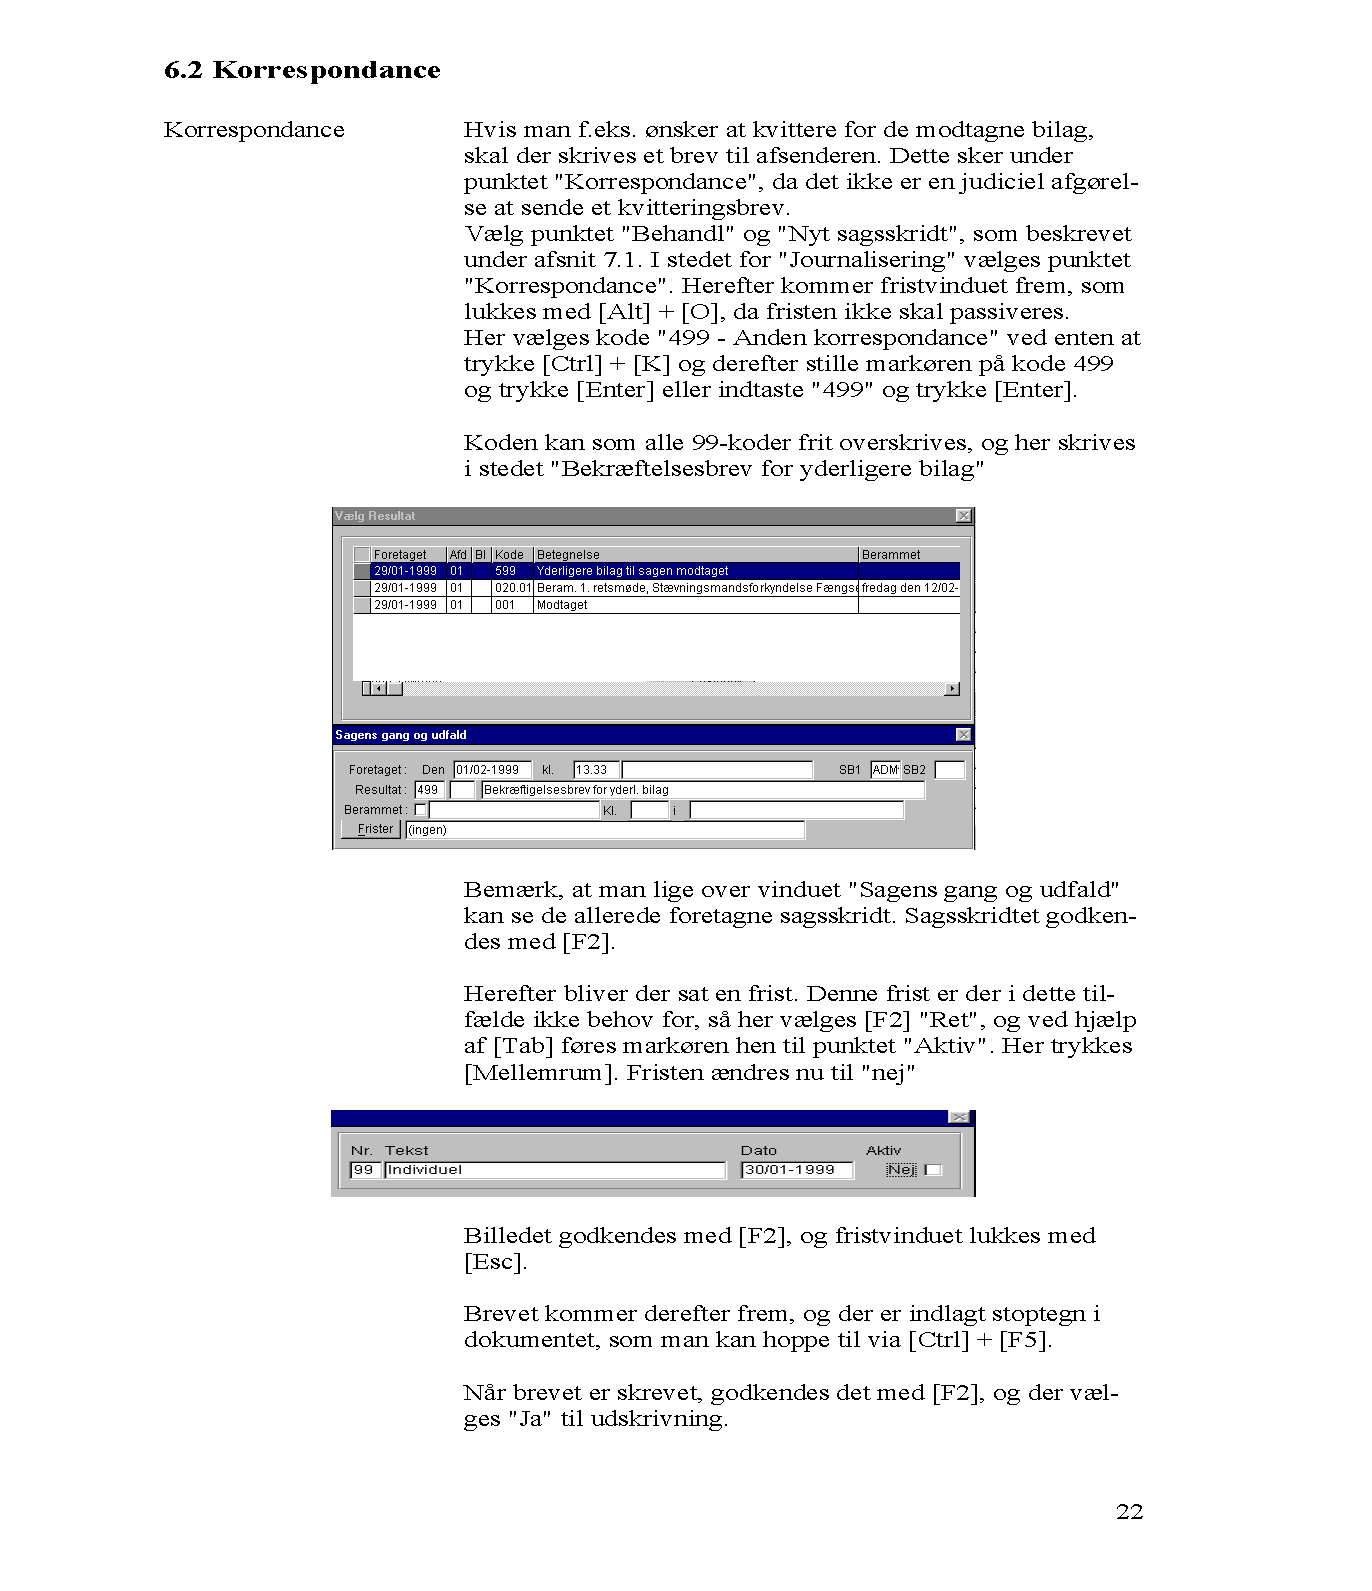 6.2 Korrespondance
Korrespondance
Hvis man f.eks. ønsker at kvittere for de modtagne bilag,
skal der skrives et brev til afsenderen. Dette sker under
punktet "Korrespondance", da det ikke er en judiciel afgørel-
se at sende et kvitteringsbrev.
Vælg punktet "Behandl" og "Nyt sagsskridt", som beskrevet
under afsnit 7.1. I stedet for "Journalisering" vælges punktet
"Korrespondance". Herefter kommer fristvinduet frem, som
lukkes med [Alt] + [O], da fristen ikke skal passiveres.
Her vælges kode "499 - Anden korrespondance" ved enten at
trykke [Ctrl] + [K] og derefter stille markøren på kode 499
og trykke [Enter] eller indtaste "499" og trykke [Enter].
Koden kan som alle 99-koder frit overskrives, og her skrives
i stedet "Bekræftelsesbrev for yderligere bilag"
Vælg Resultat
Foretaget Afd Bl Kode Betegnelse Berammet
29/01-1999 01 599 Yderligere bilag til sagen modtaget
29/01-1999 01 020.01 Beram. 1. retsmøde, Stævningsmandsforkyndelse Fængse fredag den 12/02-
29/01-1999 01 001 Modtaget
Sagens gang og udfald
Foretaget : Den 01/02-1999 kl. 13.33 SB1 ADM SB2
Resultat : 499 Bekræftigelsesbrev for yderl. bilag
Berammet : Kl. i
Frister (ingen)
Bemærk, at man lige over vinduet "Sagens gang og udfald"
kan se de allerede foretagne sagsskridt. Sagsskridtet godken-
des med [F2].
Herefter bliver der sat en frist. Denne frist er der i dette til-
fælde ikke behov for, så her vælges [F2] "Ret", og ved hjælp
af [Tab] føres markøren hen til punktet "Aktiv". Her trykkes
[Mellemrum]. Fristen ændres nu til "nej"
Nr. Tekst Dato Aktiv
99 Individuel 30/01-1999 Nej
Billedet godkendes med [F2], og fristvinduet lukkes med
[Esc].
Brevet kommer derefter frem, og der er indlagt stoptegn i
dokumentet, som man kan hoppe til via [Ctrl] + [F5].
Når brevet er skrevet, godkendes det med [F2], og der væl-
ges "Ja" til udskrivning.
22